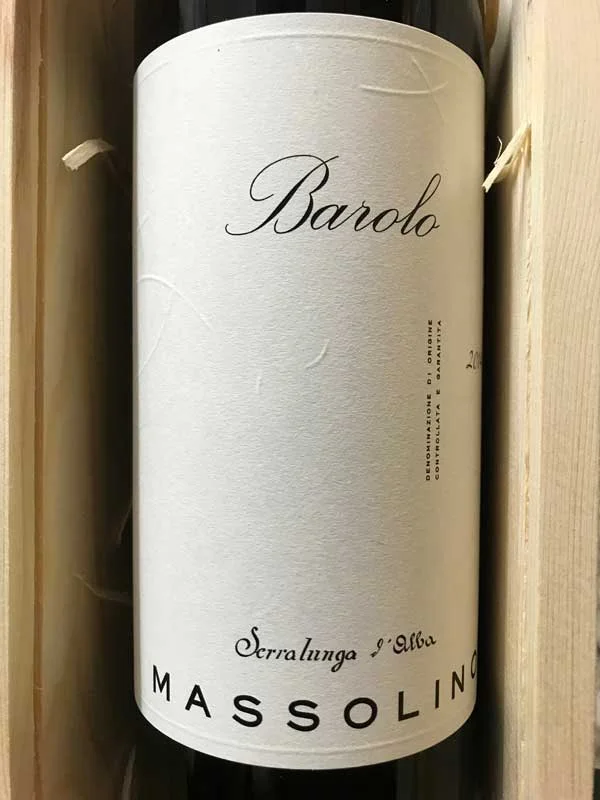 Barolo
DENOMINAZIONE DI ORIGINE
CONTROLLATA E GARANTITA
Serralunga d'Alba
MASSOLINO